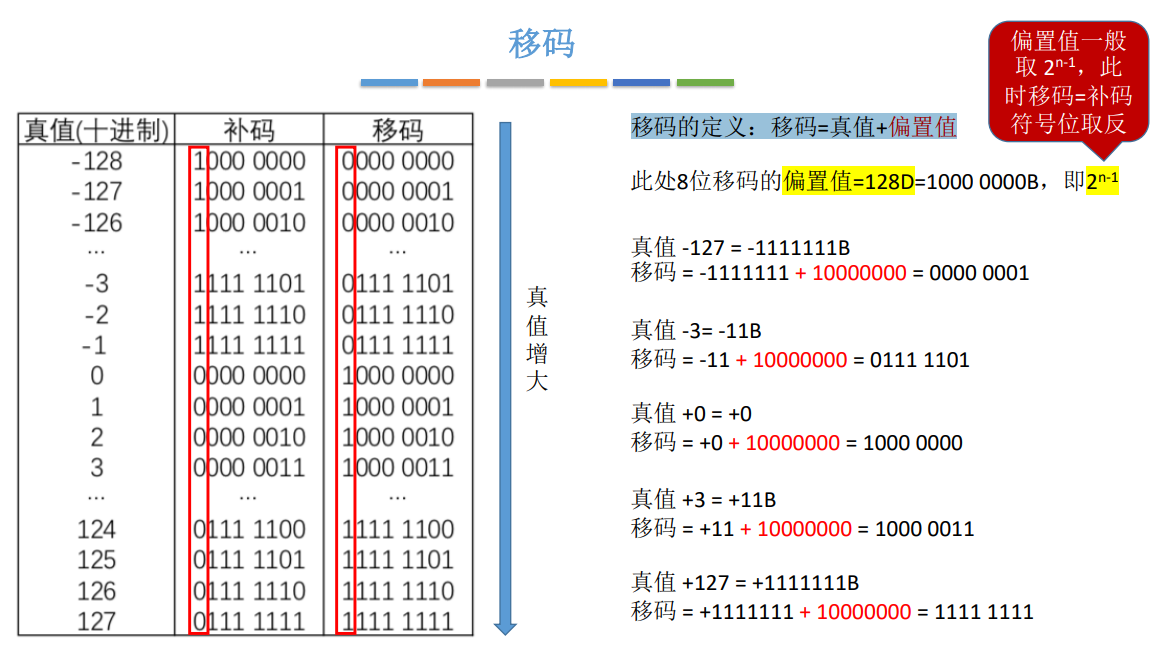 移码
偏置值一般
取 2ⁿ⁻¹，此
时移码=补码
符号位取反
真值(十进制) 补码 移码
-128 1000 0000 0000 0000
-127 1000 0001 0000 0001
-126 1000 0010 0000 0010
... ... ...
-3 1111 1101 0111 1101
-2 1111 1110 0111 1110
-1 1111 1111 0111 1111
0 0000 0000 1000 0000
1 0000 0001 1000 0001
2 0000 0010 1000 0010
3 0000 0011 1000 0011
... ... ...
124 0111 1100 1111 1100
125 0111 1101 1111 1101
126 0111 1110 1111 1110
127 0111 1111 1111 1111
真
值
增
大
移码的定义：移码=真值+偏置值
此处8位移码的偏置值=128D=1000 0000B，即2ⁿ⁻¹
真值 -127 = -1111111B
移码 = -1111111 + 10000000 = 0000 0001
真值 -3= -11B
移码 = -11 + 10000000 = 0111 1101
真值 +0 = +0
移码 = +0 + 10000000 = 1000 0000
真值 +3 = +11B
移码 = +11 + 10000000 = 1000 0011
真值 +127 = +1111111B
移码 = +1111111 + 10000000 = 1111 1111